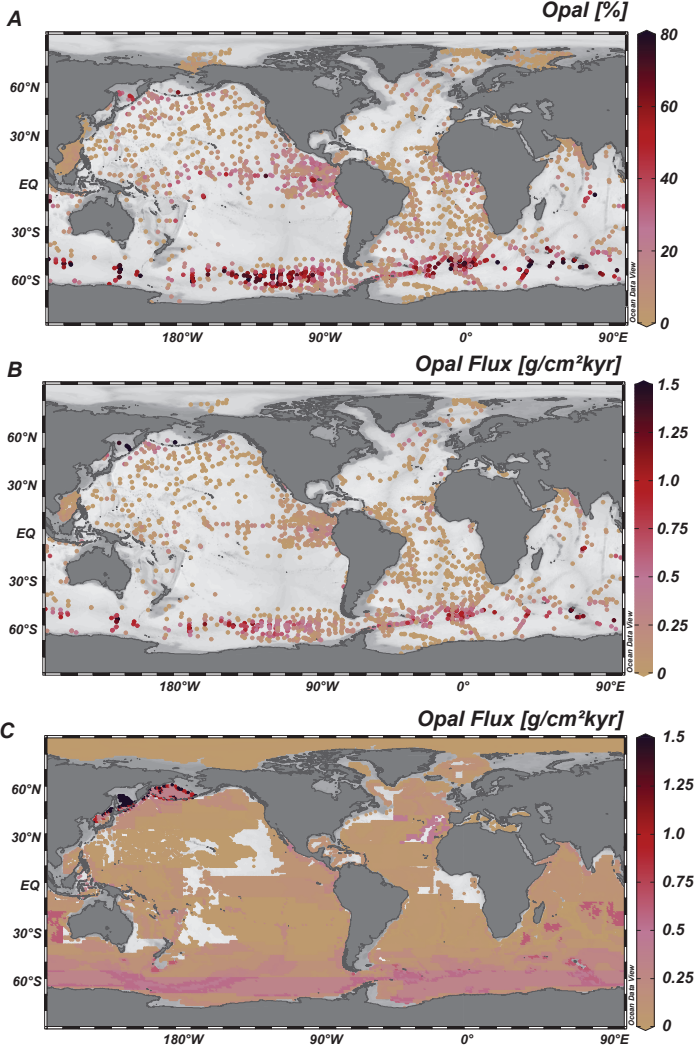 A
Opal [%]
60°N
30°N
EQ
30°S
60°S
180°W
90°W
0°
90°E
Ocean Data View
80
60
40
20
0
B
Opal Flux [g/cm²kyr]
60°N
30°N
EQ
30°S
60°S
180°W
90°W
0°
90°E
Ocean Data View
1.5
1.25
1.0
0.75
0.5
0.25
0
C
Opal Flux [g/cm²kyr]
60°N
30°N
EQ
30°S
60°S
180°W
90°W
0°
90°E
Ocean Data View
1.5
1.25
1.0
0.75
0.5
0.25
0